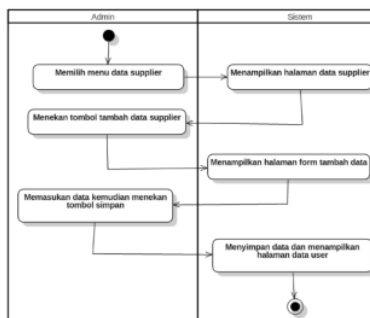 Admin
Sistem
Memilih menu data supplier
Menampilkan halaman data supplier
Menekan tombol tambah data supplier
Menampilkan halaman form tambah data
Memasukan data kemudian menekan
tombol simpan
Menyimpan data dan menampilkan
halaman data user